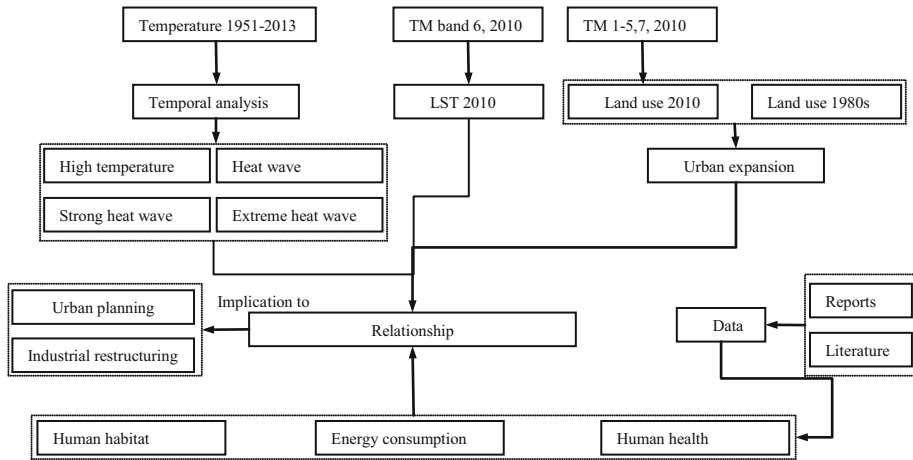 Temperature 1951-2013
TM band 6, 2010
TM 1-5,7, 2010
Temporal analysis
LST 2010
Land use 2010
Land use 1980s
High temperature
Heat wave
Urban expansion
Strong heat wave
Extreme heat wave
Urban planning
Implication to
Relationship
Data
Reports
Industrial restructuring
Literature
Human habitat
Energy consumption
Human health